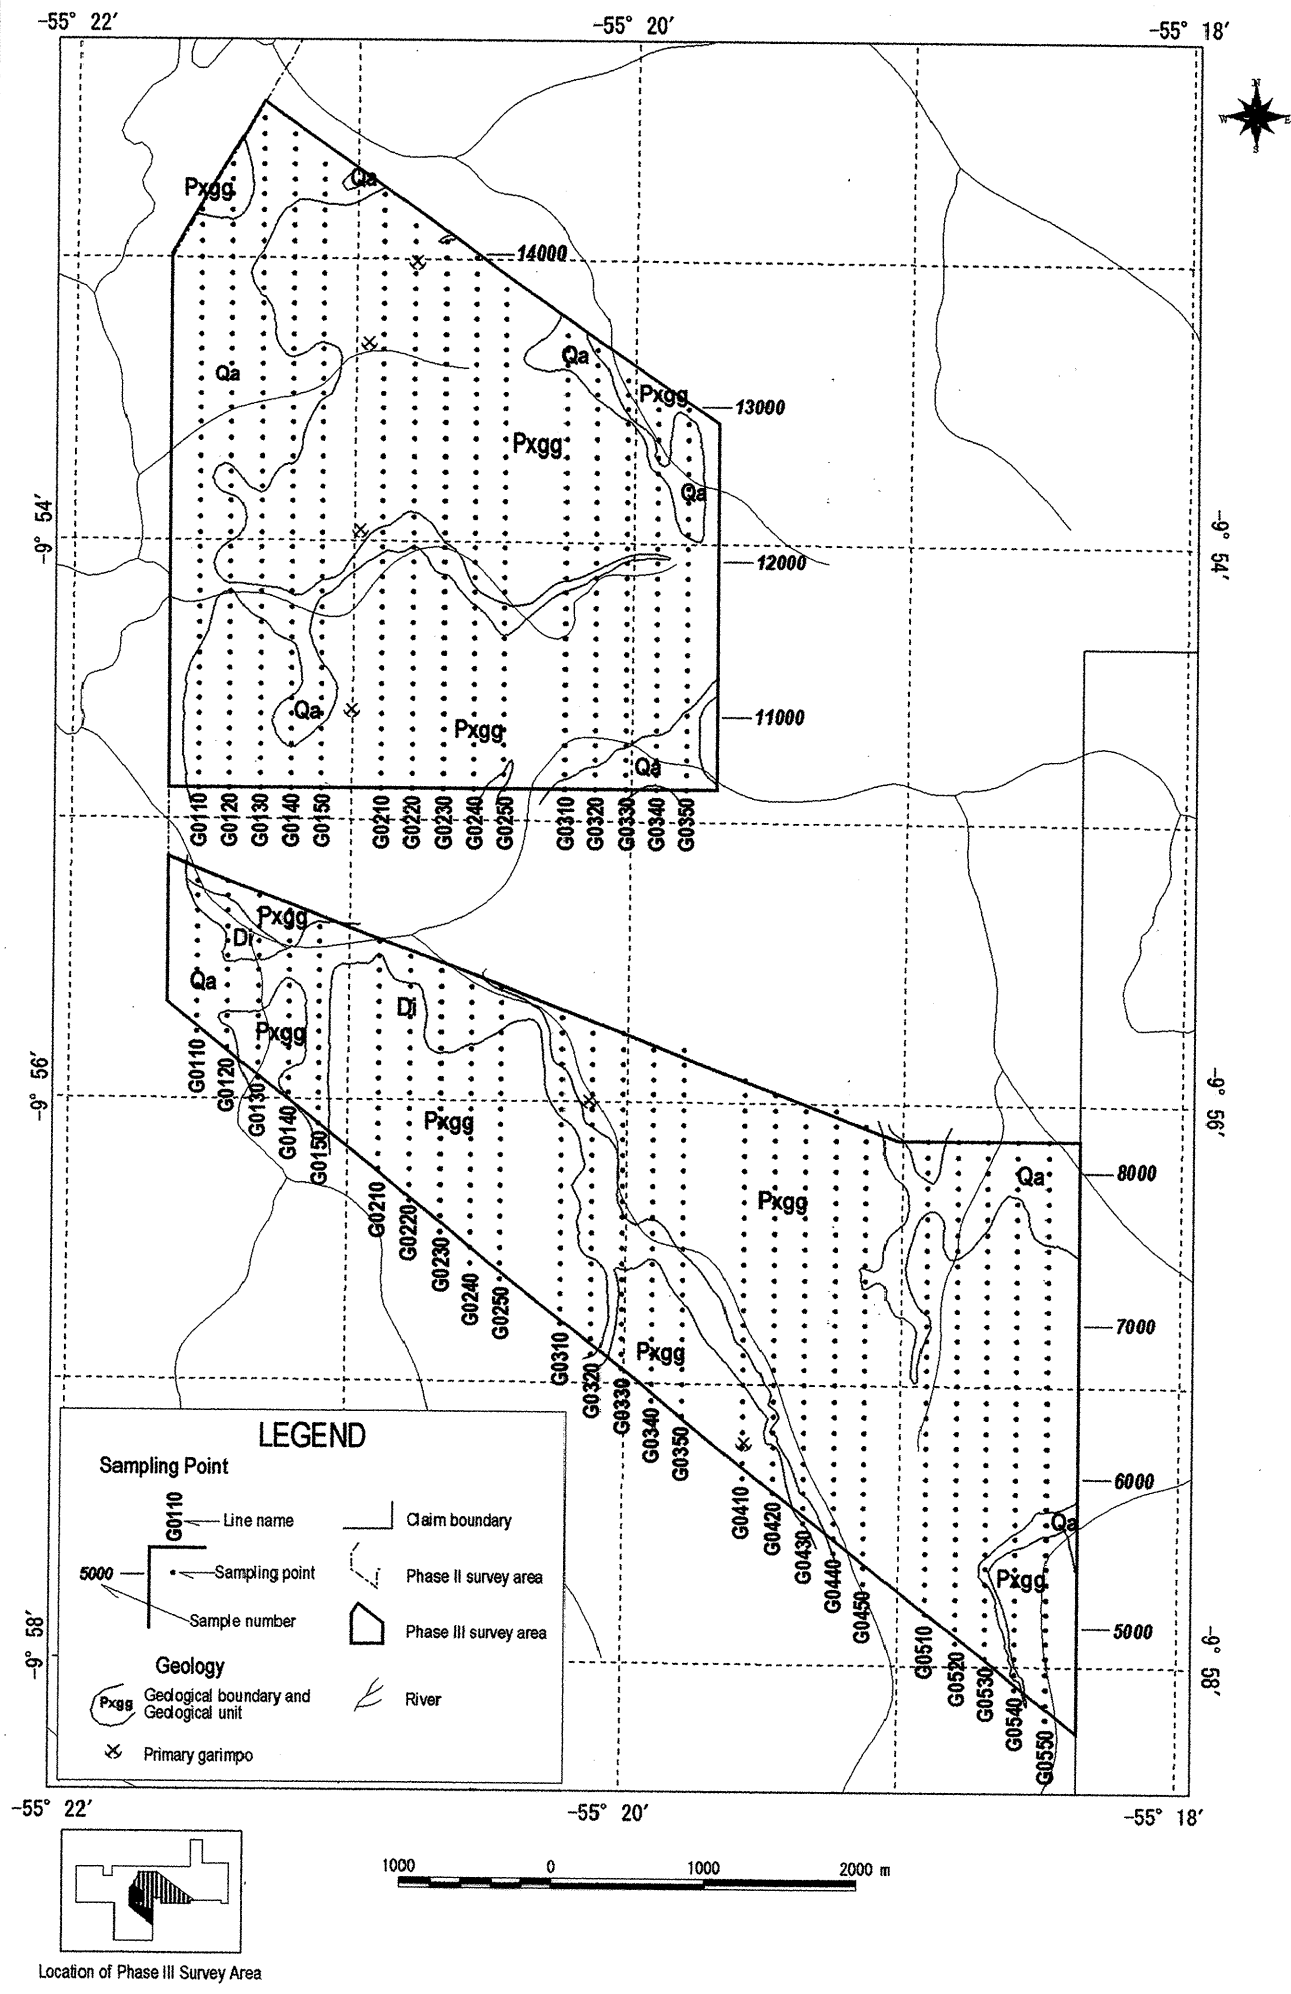 -55° 22′
-55° 20′
-55° 18′
N
W E
S
Pxgg
Qa
14000
Qa
Qa
Pxgg
13000
Pxgg
Qa
-9° 54′
-9° 54′
12000
Qa
Pxgg
11000
Qa
G0110
G0120
G0130
G0140
G0150
G0210
G0220
G0230
G0240
G0250
G0310
G0320
G0330
G0340
G0350
Pxgg
Di
Qa
Di
Pxgg
-9° 56′
-9° 56′
Pxgg
Pxgg
Qa
8000
7000
Pxgg
6000
Qa
Pxgg
5000
G0110
G0120
G0130
G0140
G0150
G0210
G0220
G0230
G0240
G0250
G0310
G0320
G0330
G0340
G0350
G0410
G0420
G0430
G0440
G0450
G0510
G0520
G0530
G0540
G0550
LEGEND
Sampling Point
G0110
Line name
5000
Sampling point
Sample number
Claim boundary
Phase II survey area
Phase III survey area
Geology
Pxgg
Geological boundary and
Geological unit
River
Primary garimpo
-9° 58′
-9° 58′
-55° 22′
-55° 20′
-55° 18′
1000 0 1000 2000 m
Location of Phase III Survey Area